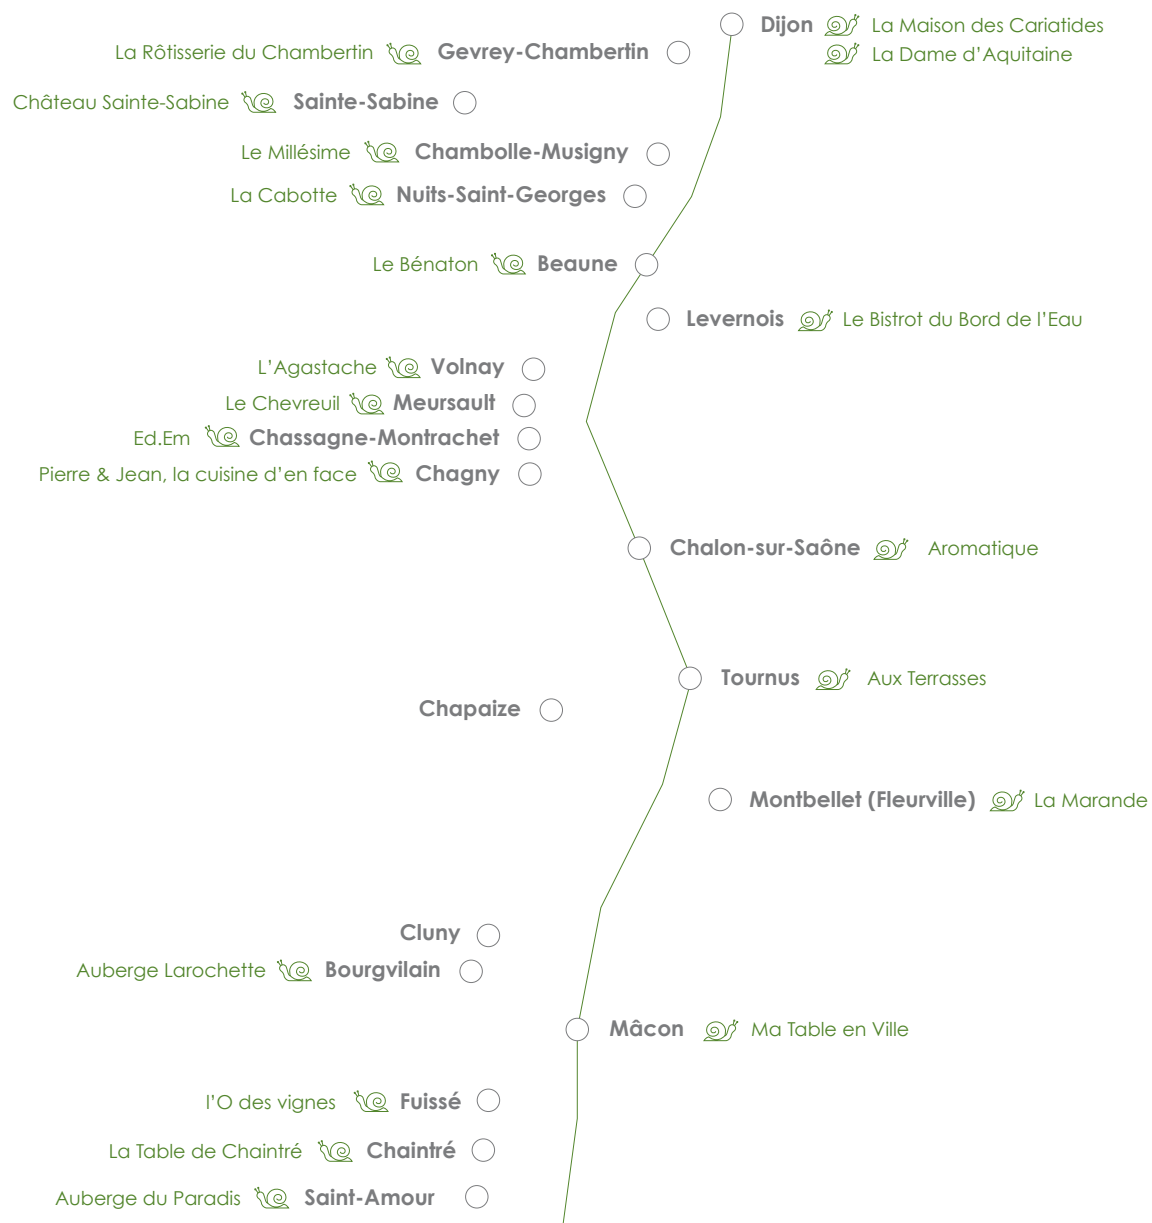 Dijon La Maison des Cariatides
La Dame d'Aquitaine
La Rôtisserie du Chambertin Gevrey-Chambertin
Château Sainte-Sabine Sainte-Sabine
Le Millésime Chambolle-Musigny
La Cabotte Nuits-Saint-Georges
Le Bénaton Beaune
Levernois Le Bistrot du Bord de l'Eau
L'Agastache Volnay
Le Chevreuil Meursault
Ed.Em Chassagne-Montrachet
Pierre & Jean, la cuisine d'en face Chagny
Chalon-sur-Saône Aromatique
Tournus Aux Terrasses
Chapaize
Montbellet (Fleurville) La Marande
Cluny
Auberge Larochette Bourgvilain
Mâcon Ma Table en Ville
l'O des vignes Fuissé
La Table de Chaintré Chaintré
Auberge du Paradis Saint-Amour